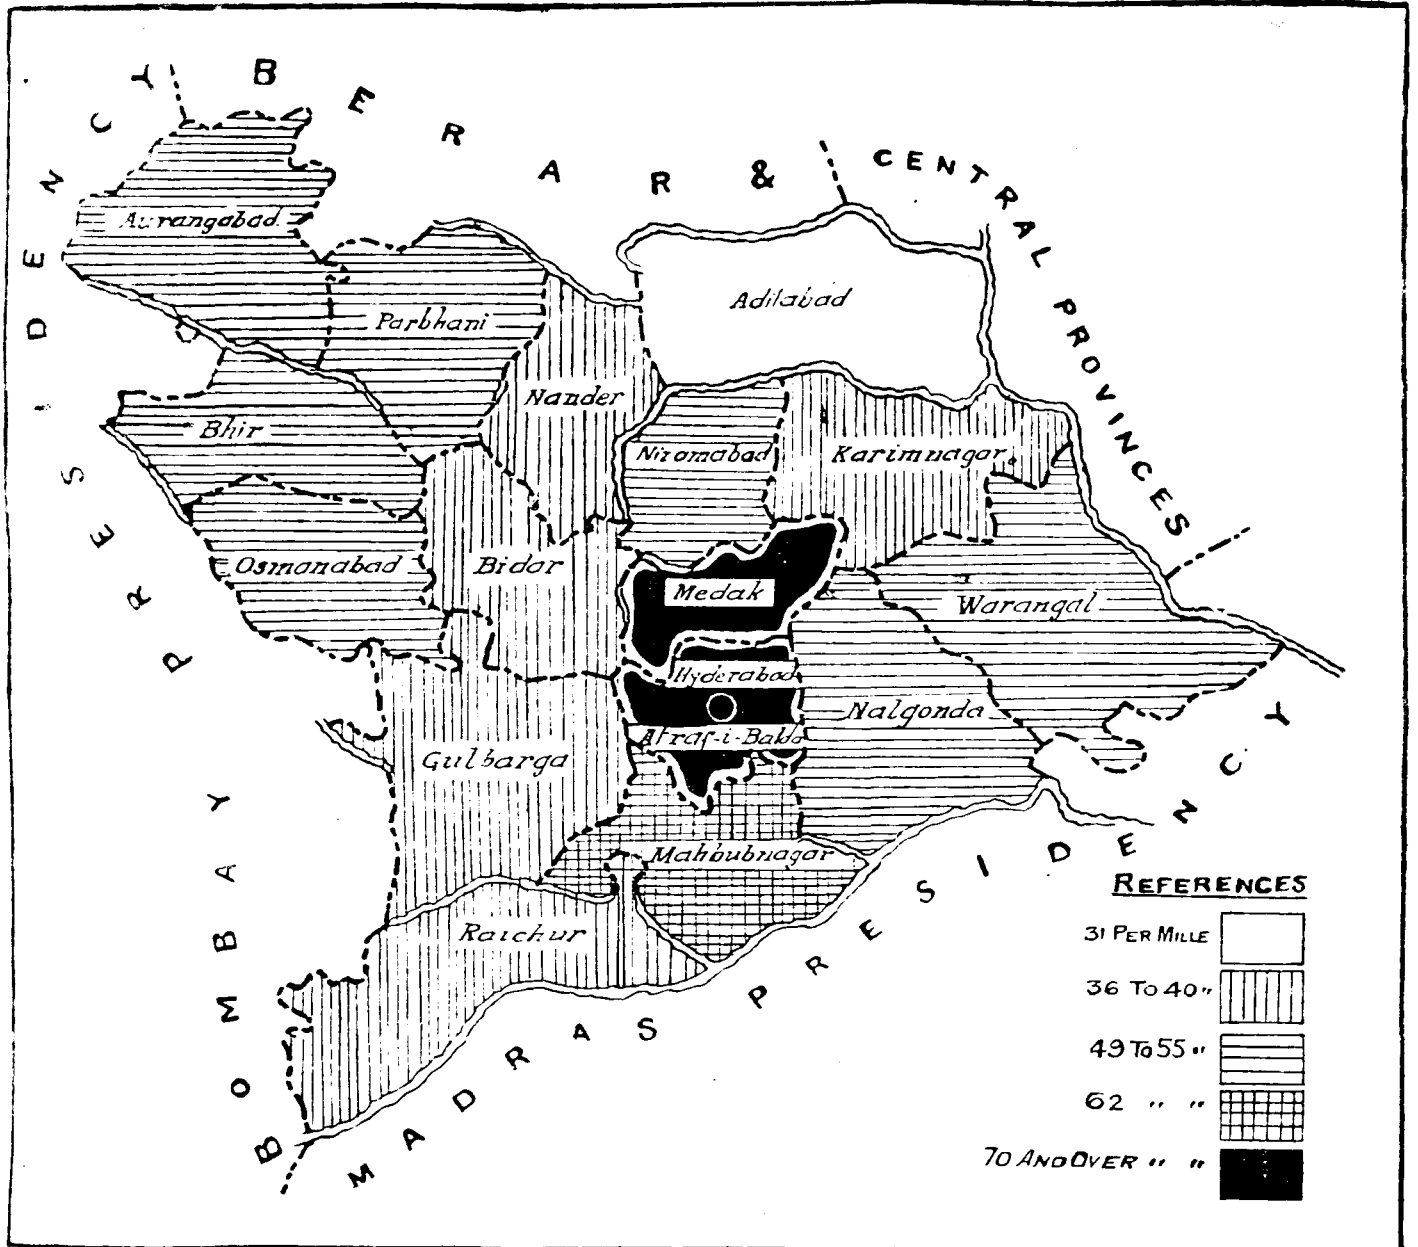 BERAR & CENTRAL PROVINCES
BOMBAY PRESIDENCY
MADRAS PRESIDENCY
Aurangabad
Parbhani
Adilabad
Nander
Bhir
Nizamabad
Karimnagar
Osmanabad
Bidar
Medak
Warangal
Hyderabad
Nalgonda
Atraf-i-Balda
Gulbarga
Mahbubnagar
Raichur
REFERENCES
31 PER MILLE
36 To 40 "
49 To 55 "
62 " "
70 AND OVER " "